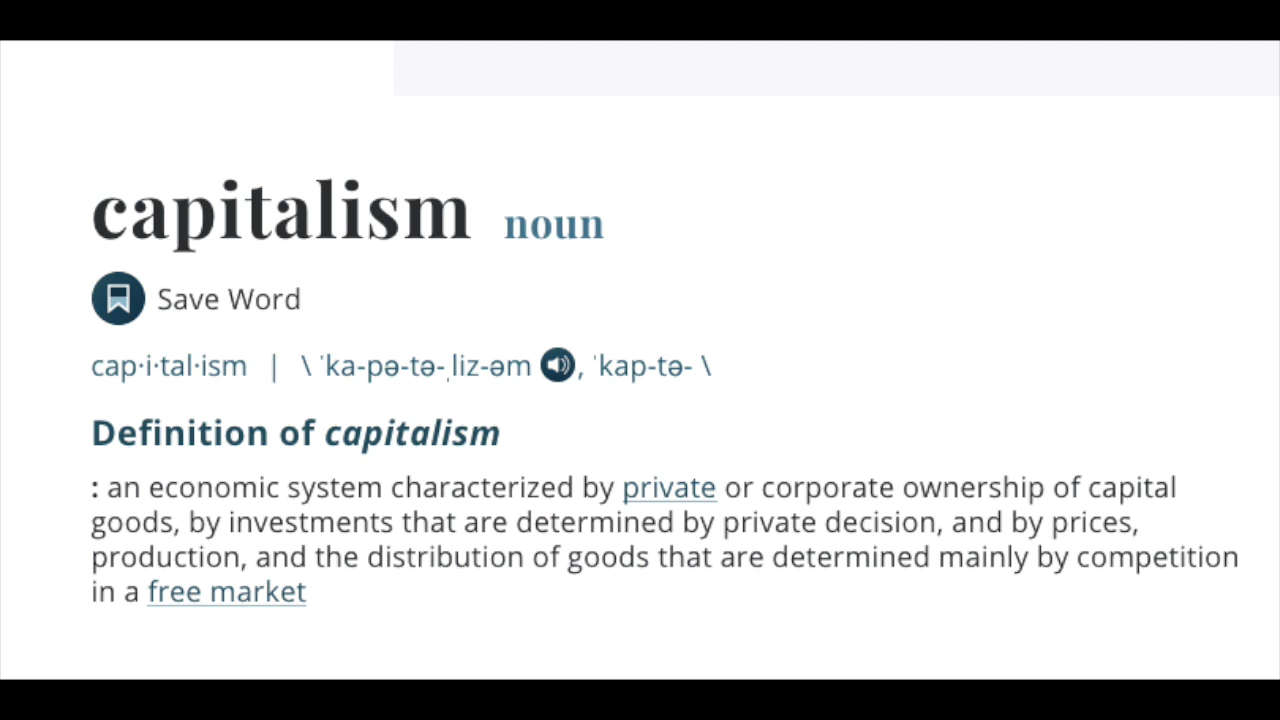 capitalism noun
Save Word
cap·i·tal·ism | \ ˈka-pə-tə-ˌliz-əm , ˈkap-tə- \
Definition of capitalism
: an economic system characterized by private or corporate ownership of capital
goods, by investments that are determined by private decision, and by prices,
production, and the distribution of goods that are determined mainly by competition
in a free market